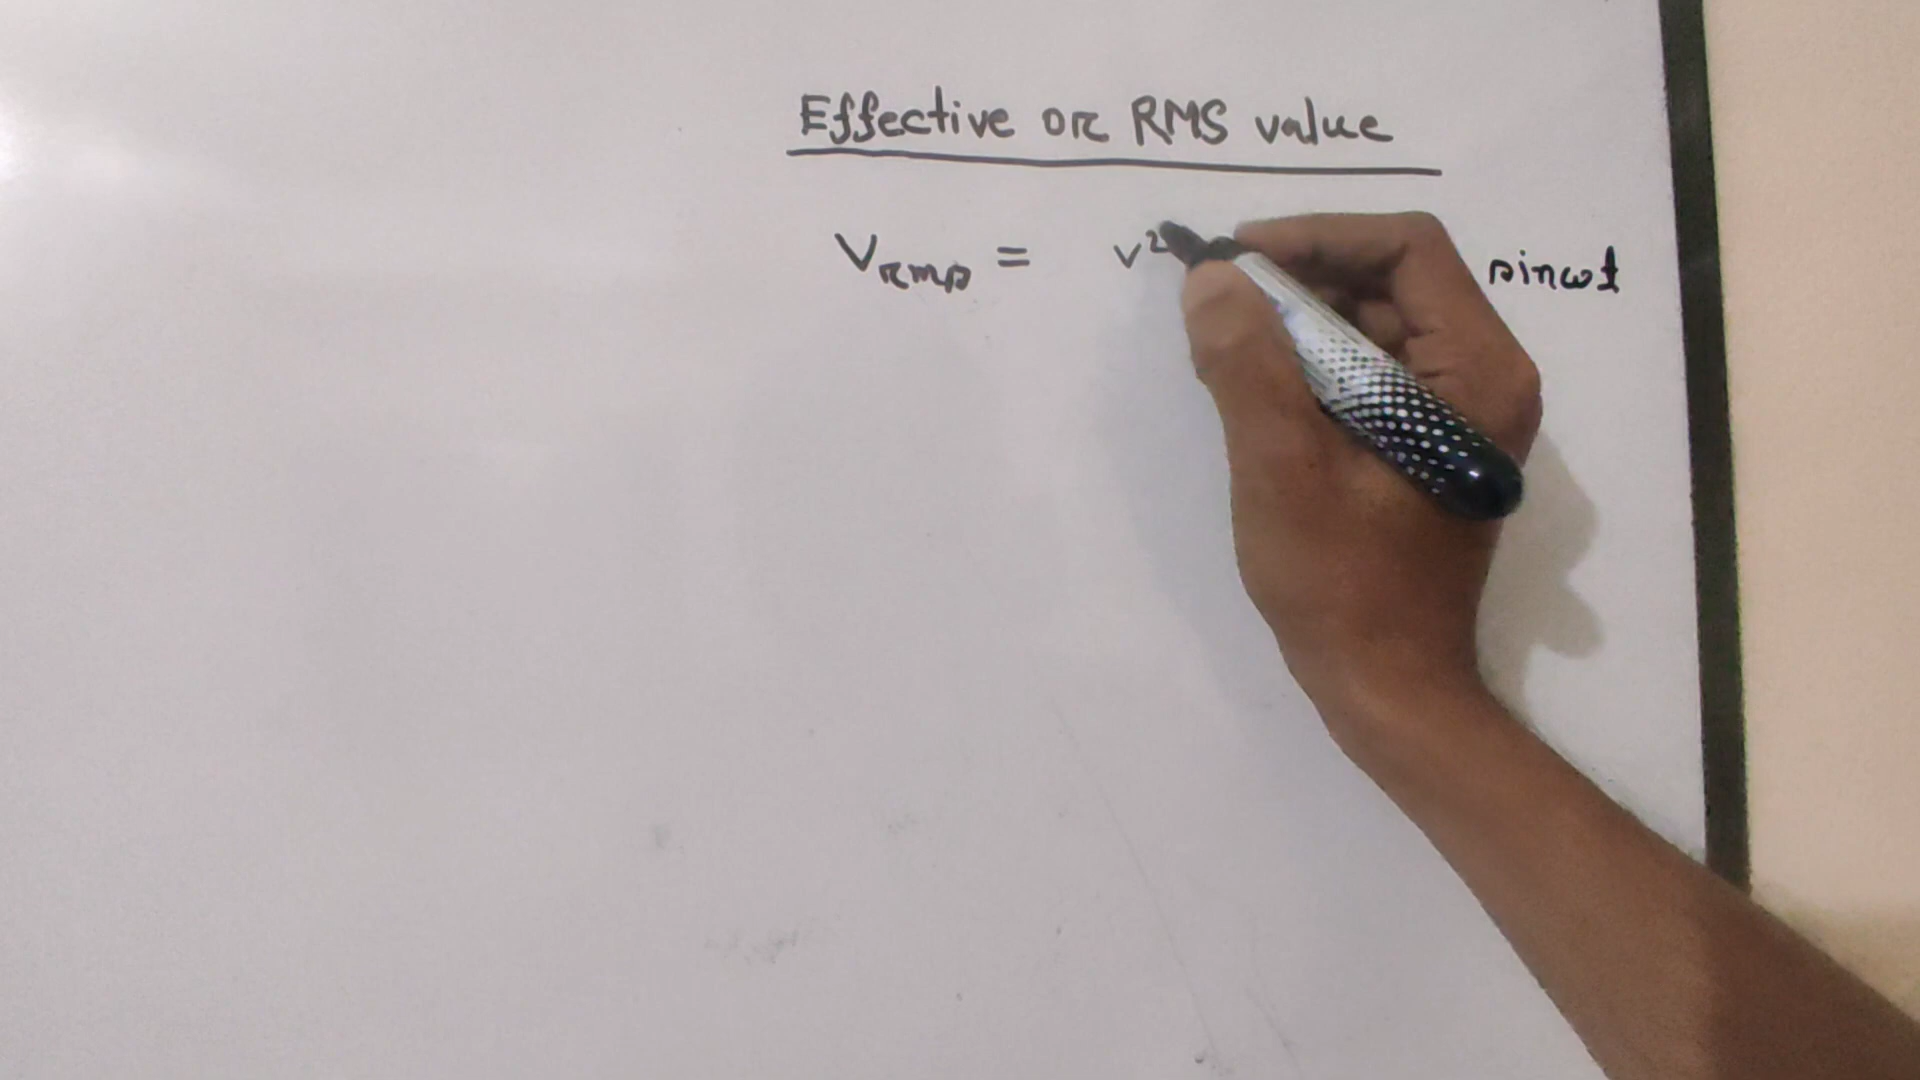 Effective or RMS value
Vrms = v² sinωt